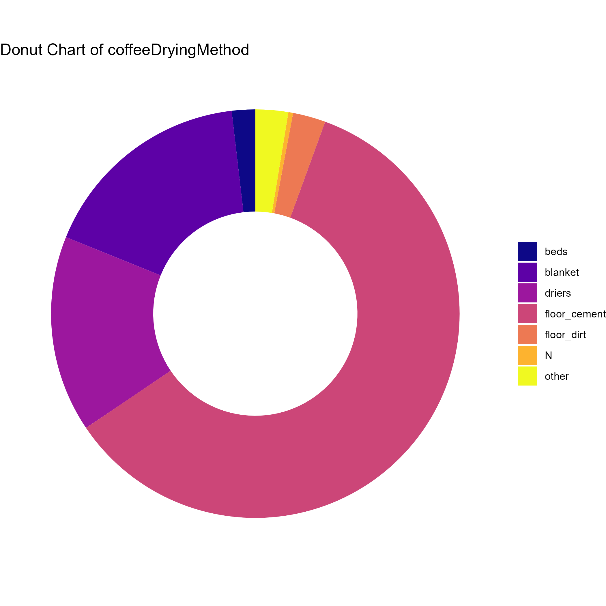 Donut Chart of coffeeDryingMethod
beds
blanket
driers
floor_cement
floor_dirt
N
other